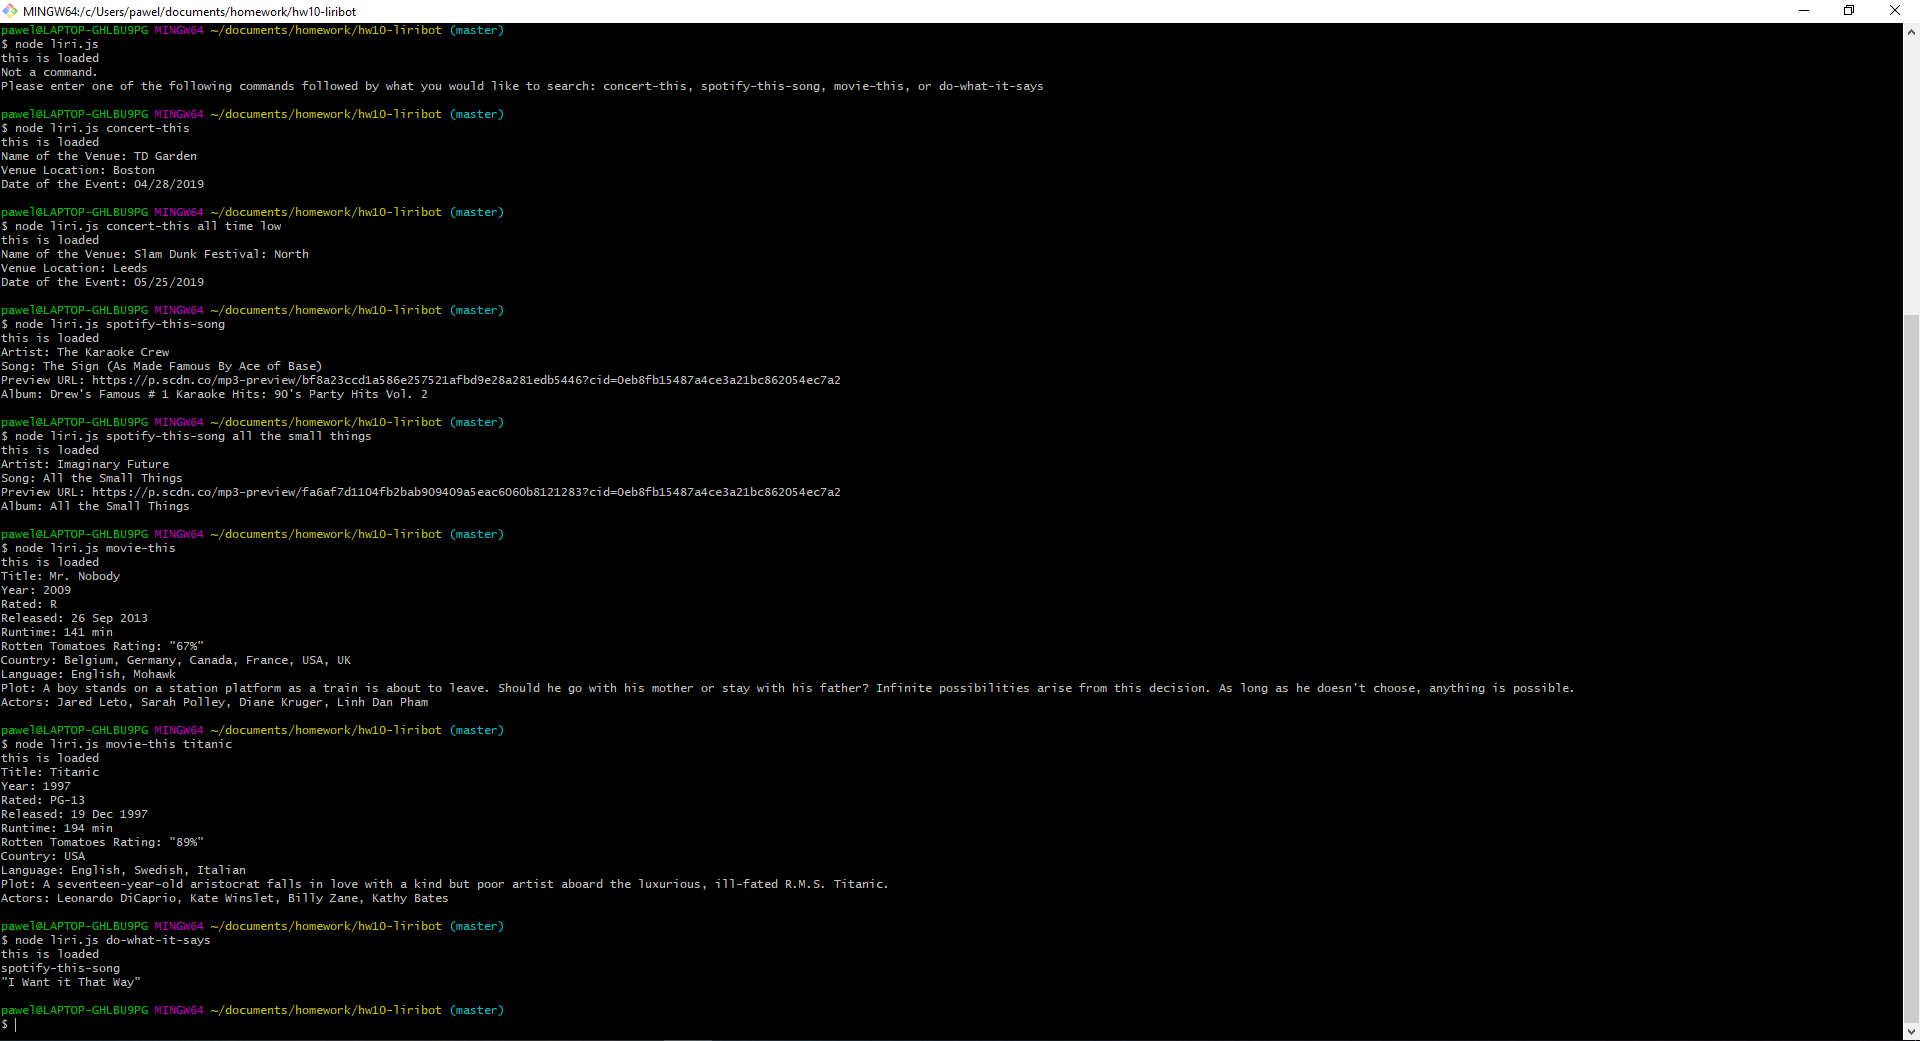 MINGW64:/c/Users/pawel/documents/homework/hw10-liribot
pawel@LAPTOP-GHLBU9PG MINGW64 ~/documents/homework/hw10-liribot (master)
$ node liri.js
this is loaded
Not a command.
Please enter one of the following commands followed by what you would like to search: concert-this, spotify-this-song, movie-this, or do-what-it-says
pawel@LAPTOP-GHLBU9PG MINGW64 ~/documents/homework/hw10-liribot (master)
$ node liri.js concert-this
this is loaded
Name of the Venue: TD Garden
Venue Location: Boston
Date of the Event: 04/28/2019
pawel@LAPTOP-GHLBU9PG MINGW64 ~/documents/homework/hw10-liribot (master)
$ node liri.js concert-this all time low
this is loaded
Name of the Venue: Slam Dunk Festival: North
Venue Location: Leeds
Date of the Event: 05/25/2019
pawel@LAPTOP-GHLBU9PG MINGW64 ~/documents/homework/hw10-liribot (master)
$ node liri.js spotify-this-song
this is loaded
Artist: The Karaoke Crew
Song: The Sign (As Made Famous By Ace of Base)
Preview URL: https://p.scdn.co/mp3-preview/bf8a23ccd1a586e257521afbd9e28a281edb5446?cid=0eb8fb15487a4ce3a21bc862054ec7a2
Album: Drew's Famous # 1 Karaoke Hits: 90's Party Hits Vol. 2
pawel@LAPTOP-GHLBU9PG MINGW64 ~/documents/homework/hw10-liribot (master)
$ node liri.js spotify-this-song all the small things
this is loaded
Artist: Imaginary Future
Song: All the Small Things
Preview URL: https://p.scdn.co/mp3-preview/fa6af7d1104fb2bab909409a5eac6060b8121283?cid=0eb8fb15487a4ce3a21bc862054ec7a2
Album: All the Small Things
pawel@LAPTOP-GHLBU9PG MINGW64 ~/documents/homework/hw10-liribot (master)
$ node liri.js movie-this
this is loaded
Title: Mr. Nobody
Year: 2009
Rated: R
Released: 26 Sep 2013
Runtime: 141 min
Rotten Tomatoes Rating: "67%"
Country: Belgium, Germany, Canada, France, USA, UK
Language: English, Mohawk
Plot: A boy stands on a station platform as a train is about to leave. Should he go with his mother or stay with his father? Infinite possibilities arise from this decision. As long as he doesn't choose, anything is possible.
Actors: Jared Leto, Sarah Polley, Diane Kruger, Linh Dan Pham
pawel@LAPTOP-GHLBU9PG MINGW64 ~/documents/homework/hw10-liribot (master)
$ node liri.js movie-this titanic
this is loaded
Title: Titanic
Year: 1997
Rated: PG-13
Released: 19 Dec 1997
Runtime: 194 min
Rotten Tomatoes Rating: "89%"
Country: USA
Language: English, Swedish, Italian
Plot: A seventeen-year-old aristocrat falls in love with a kind but poor artist aboard the luxurious, ill-fated R.M.S. Titanic.
Actors: Leonardo DiCaprio, Kate Winslet, Billy Zane, Kathy Bates
pawel@LAPTOP-GHLBU9PG MINGW64 ~/documents/homework/hw10-liribot (master)
$ node liri.js do-what-it-says
this is loaded
spotify-this-song
"I Want it That Way"
pawel@LAPTOP-GHLBU9PG MINGW64 ~/documents/homework/hw10-liribot (master)
$